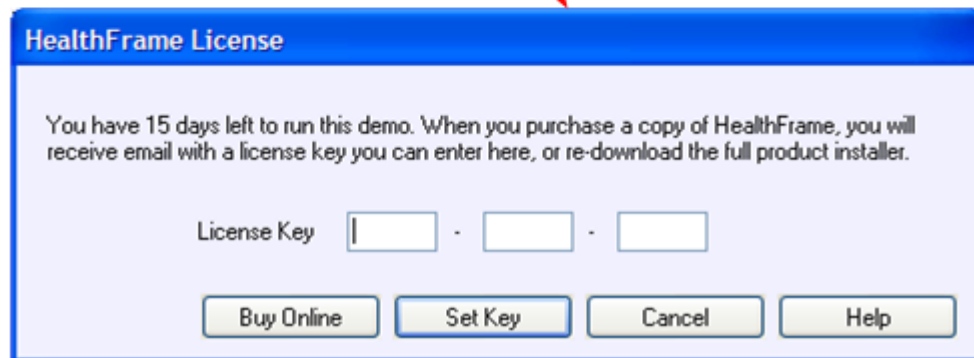 HealthFrame License
You have 15 days left to run this demo. When you purchase a copy of HealthFrame, you will
receive email with a license key you can enter here, or re-download the full product installer.
License Key - -
Buy Online Set Key Cancel Help